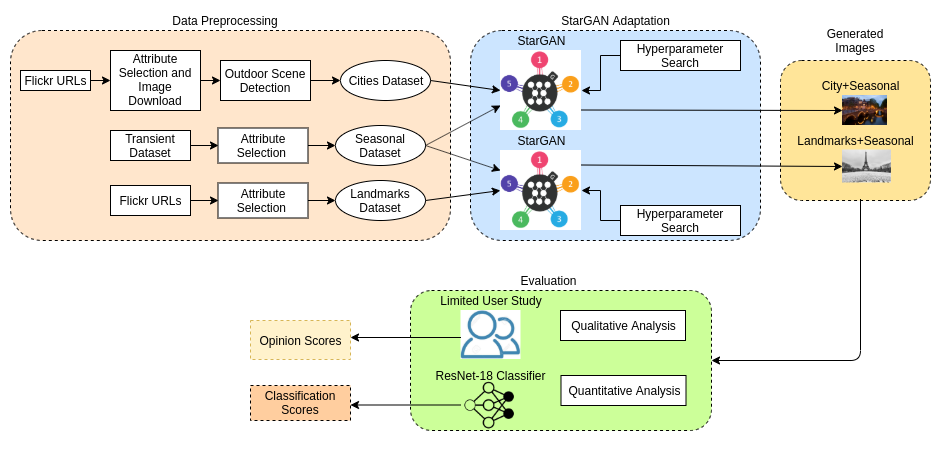 Data Preprocessing
Flickr URLs
Attribute
Selection and
Image
Download
Outdoor Scene
Detection
Cities Dataset
Transient
Dataset
Attribute
Selection
Seasonal
Dataset
Flickr URLs
Attribute
Selection
Landmarks
Dataset
StarGAN Adaptation
StarGAN
1
2
3
4
5
G
Hyperparameter
Search
StarGAN
1
2
3
4
5
G
Hyperparameter
Search
Generated
Images
City+Seasonal
Landmarks+Seasonal
Evaluation
Limited User Study
Qualitative Analysis
ResNet-18 Classifier
Quantitative Analysis
Opinion Scores
Classification
Scores